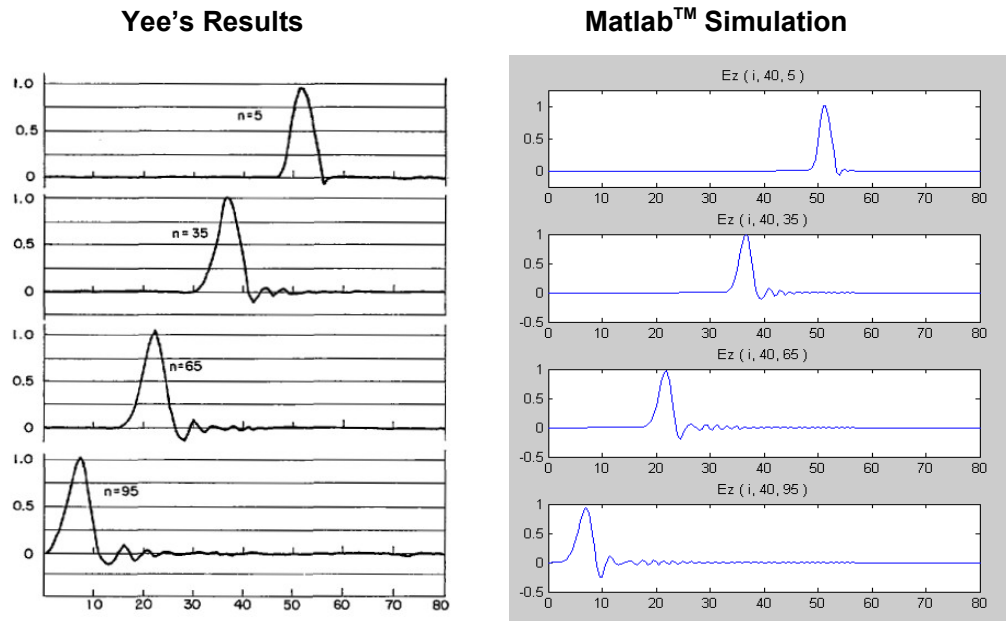 Yee's Results
1.0
0.5
0
n=5
1.0
0.5
0
n=35
1.0
0.5
0
n=65
1.0
0.5
0
n=95
10 20 30 40 50 60 70 80
Matlab™ Simulation
Ez ( i, 40, 5 )
1
0.5
0
0 10 20 30 40 50 60 70 80
Ez ( i, 40, 35 )
1
0.5
0
-0.5
0 10 20 30 40 50 60 70 80
Ez ( i, 40, 65 )
1
0.5
0
-0.5
0 10 20 30 40 50 60 70 80
Ez ( i, 40, 95 )
1
0.5
0
-0.5
0 10 20 30 40 50 60 70 80